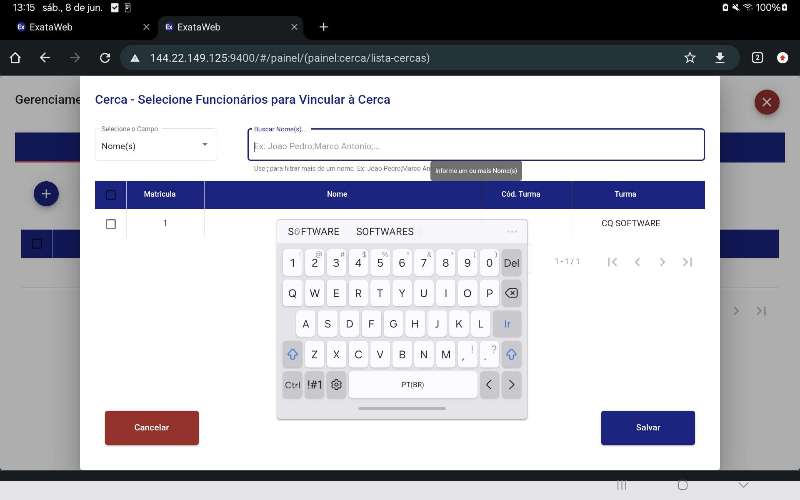 13:15 sáb., 8 de jun.
100%
ExataWeb
ExataWeb
144.22.149.125:9400/#/painel/(painel:cerca/lista-cercas)
2
Gerenciame
Cerca - Selecione Funcionários para Vincular à Cerca
Selecione o Campo
Nome(s)
Buscar Nome(s)...
Ex: Joao Pedro;Marco Antonio;...
Use ; para filtrar mais de um nome. Ex: Joao Pedro;Marco An
Informe um ou mais Nome(s)
Matrícula Nome Cód. Turma Turma
1 CQ SOFTWARE
SOFTWARE SOFTWARES
1 - 1 / 1
1 2 3 4 5 6 7 8 9 0 Del
Q W E R T Y U I O P
A S D F G H J K L Ir
Z X C V B N M , ! . ?
Ctrl !#1 PT(BR)
Cancelar
Salvar